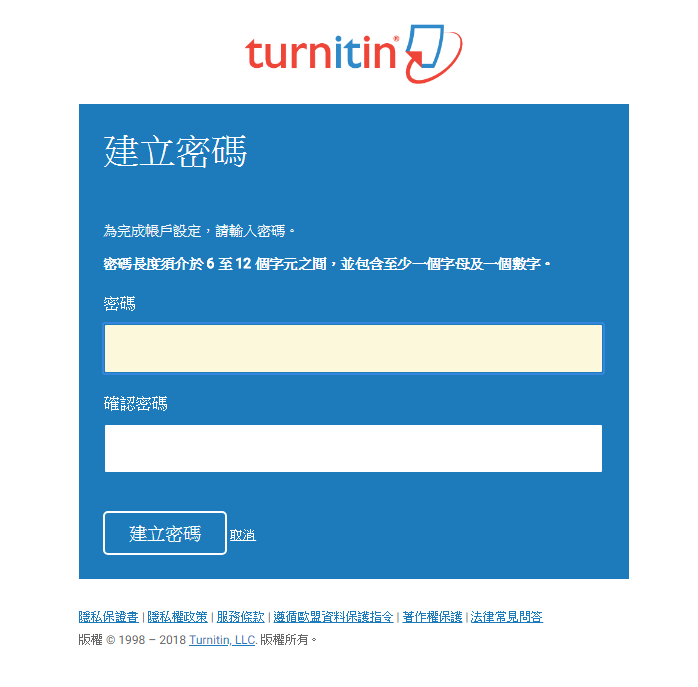 turnitin®
建立密碼
為完成帳戶設定，請輸入密碼。
密碼長度須介於 6 至 12 個字元之間，並包含至少一個字母及一個數字。
密碼
確認密碼
建立密碼 取消
隱私保證書 | 隱私權政策 | 服務條款 | 遵循歐盟資料保護指令 | 著作權保護 | 法律常見問答
版權 © 1998 – 2018 Turnitin, LLC. 版權所有。